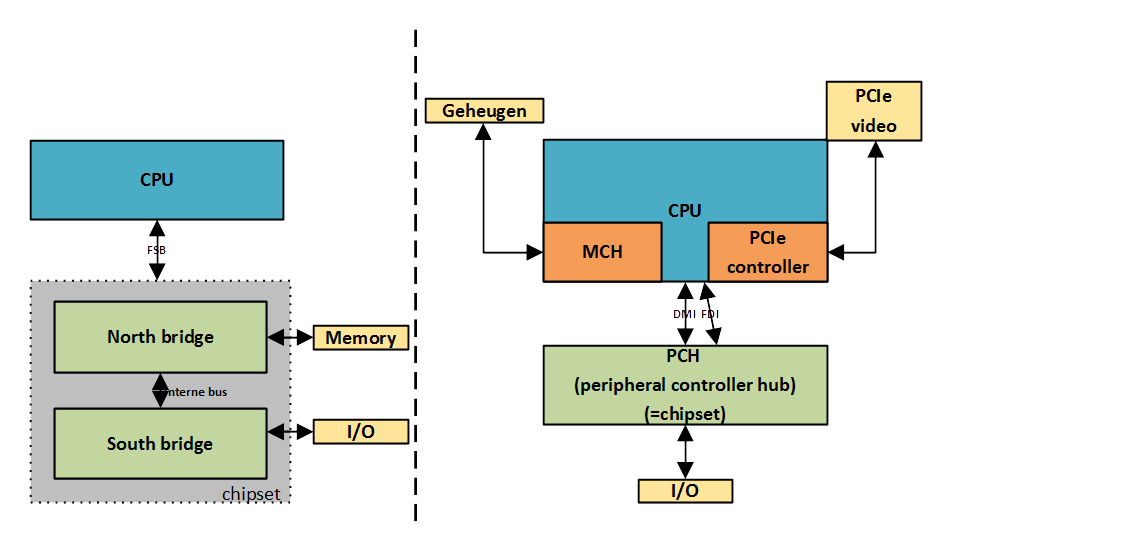 CPU
FSB
North bridge
Memory
Interne bus
South bridge
I/O
chipset
Geheugen
PCIe
video
CPU
MCH
PCIe
controller
DMI
FDI
PCH
(peripheral controller hub)
(=chipset)
I/O